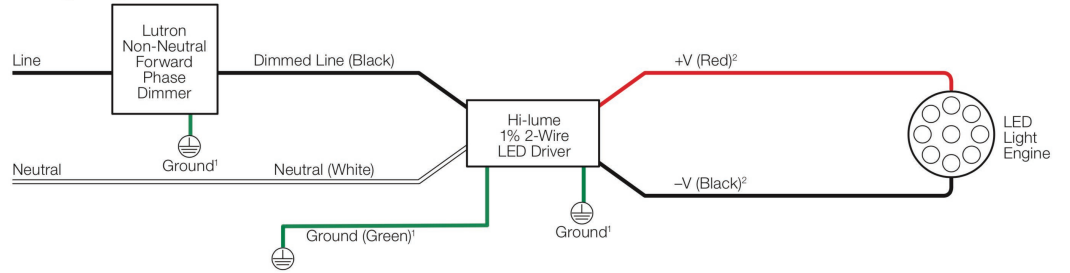 Line
Lutron
Non-Neutral
Forward
Phase
Dimmer
Dimmed Line (Black)
+V (Red)²
Hi-lume
1% 2-Wire
LED Driver
LED
Light
Engine
Ground¹
Neutral
Neutral (White)
–V (Black)²
Ground (Green)¹
Ground¹